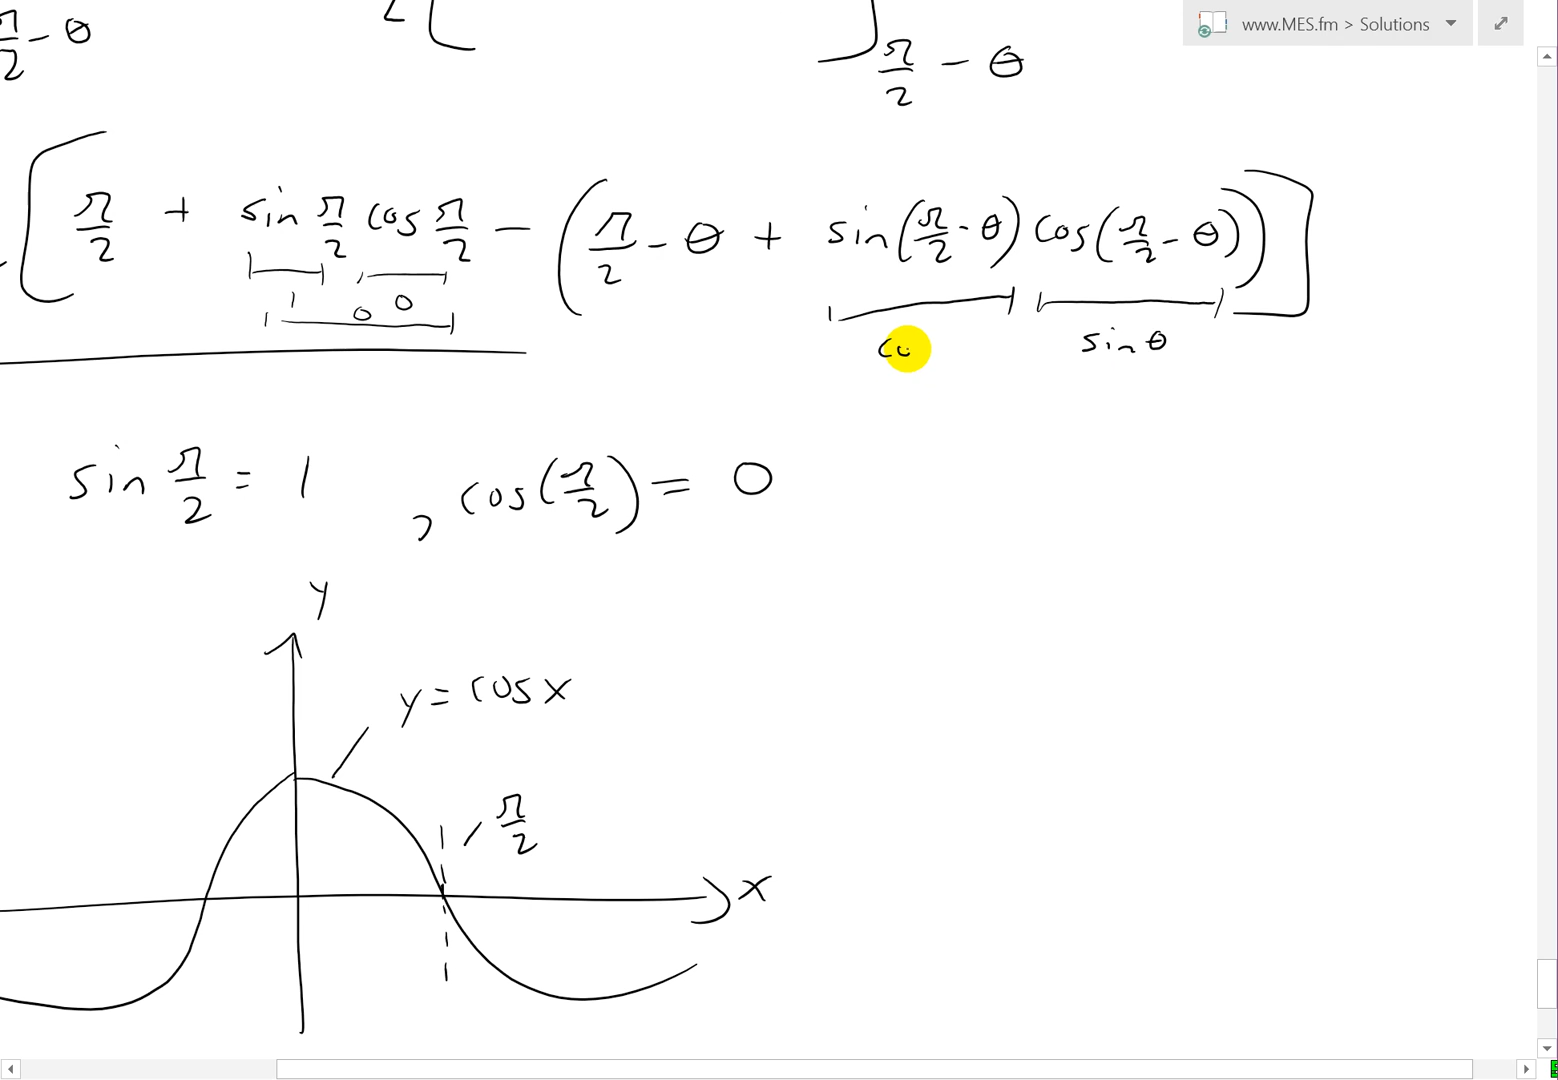 www.MES.fm > Solutions
π/2 - θ
π/2 - θ
[π/2 + sin π/2 cos π/2 - (π/2 - θ + sin(π/2 - θ) cos(π/2 - θ))]
1 0
0
sin θ
sin π/2 = 1 , cos(π/2) = 0
y
y = cos x
π/2
x